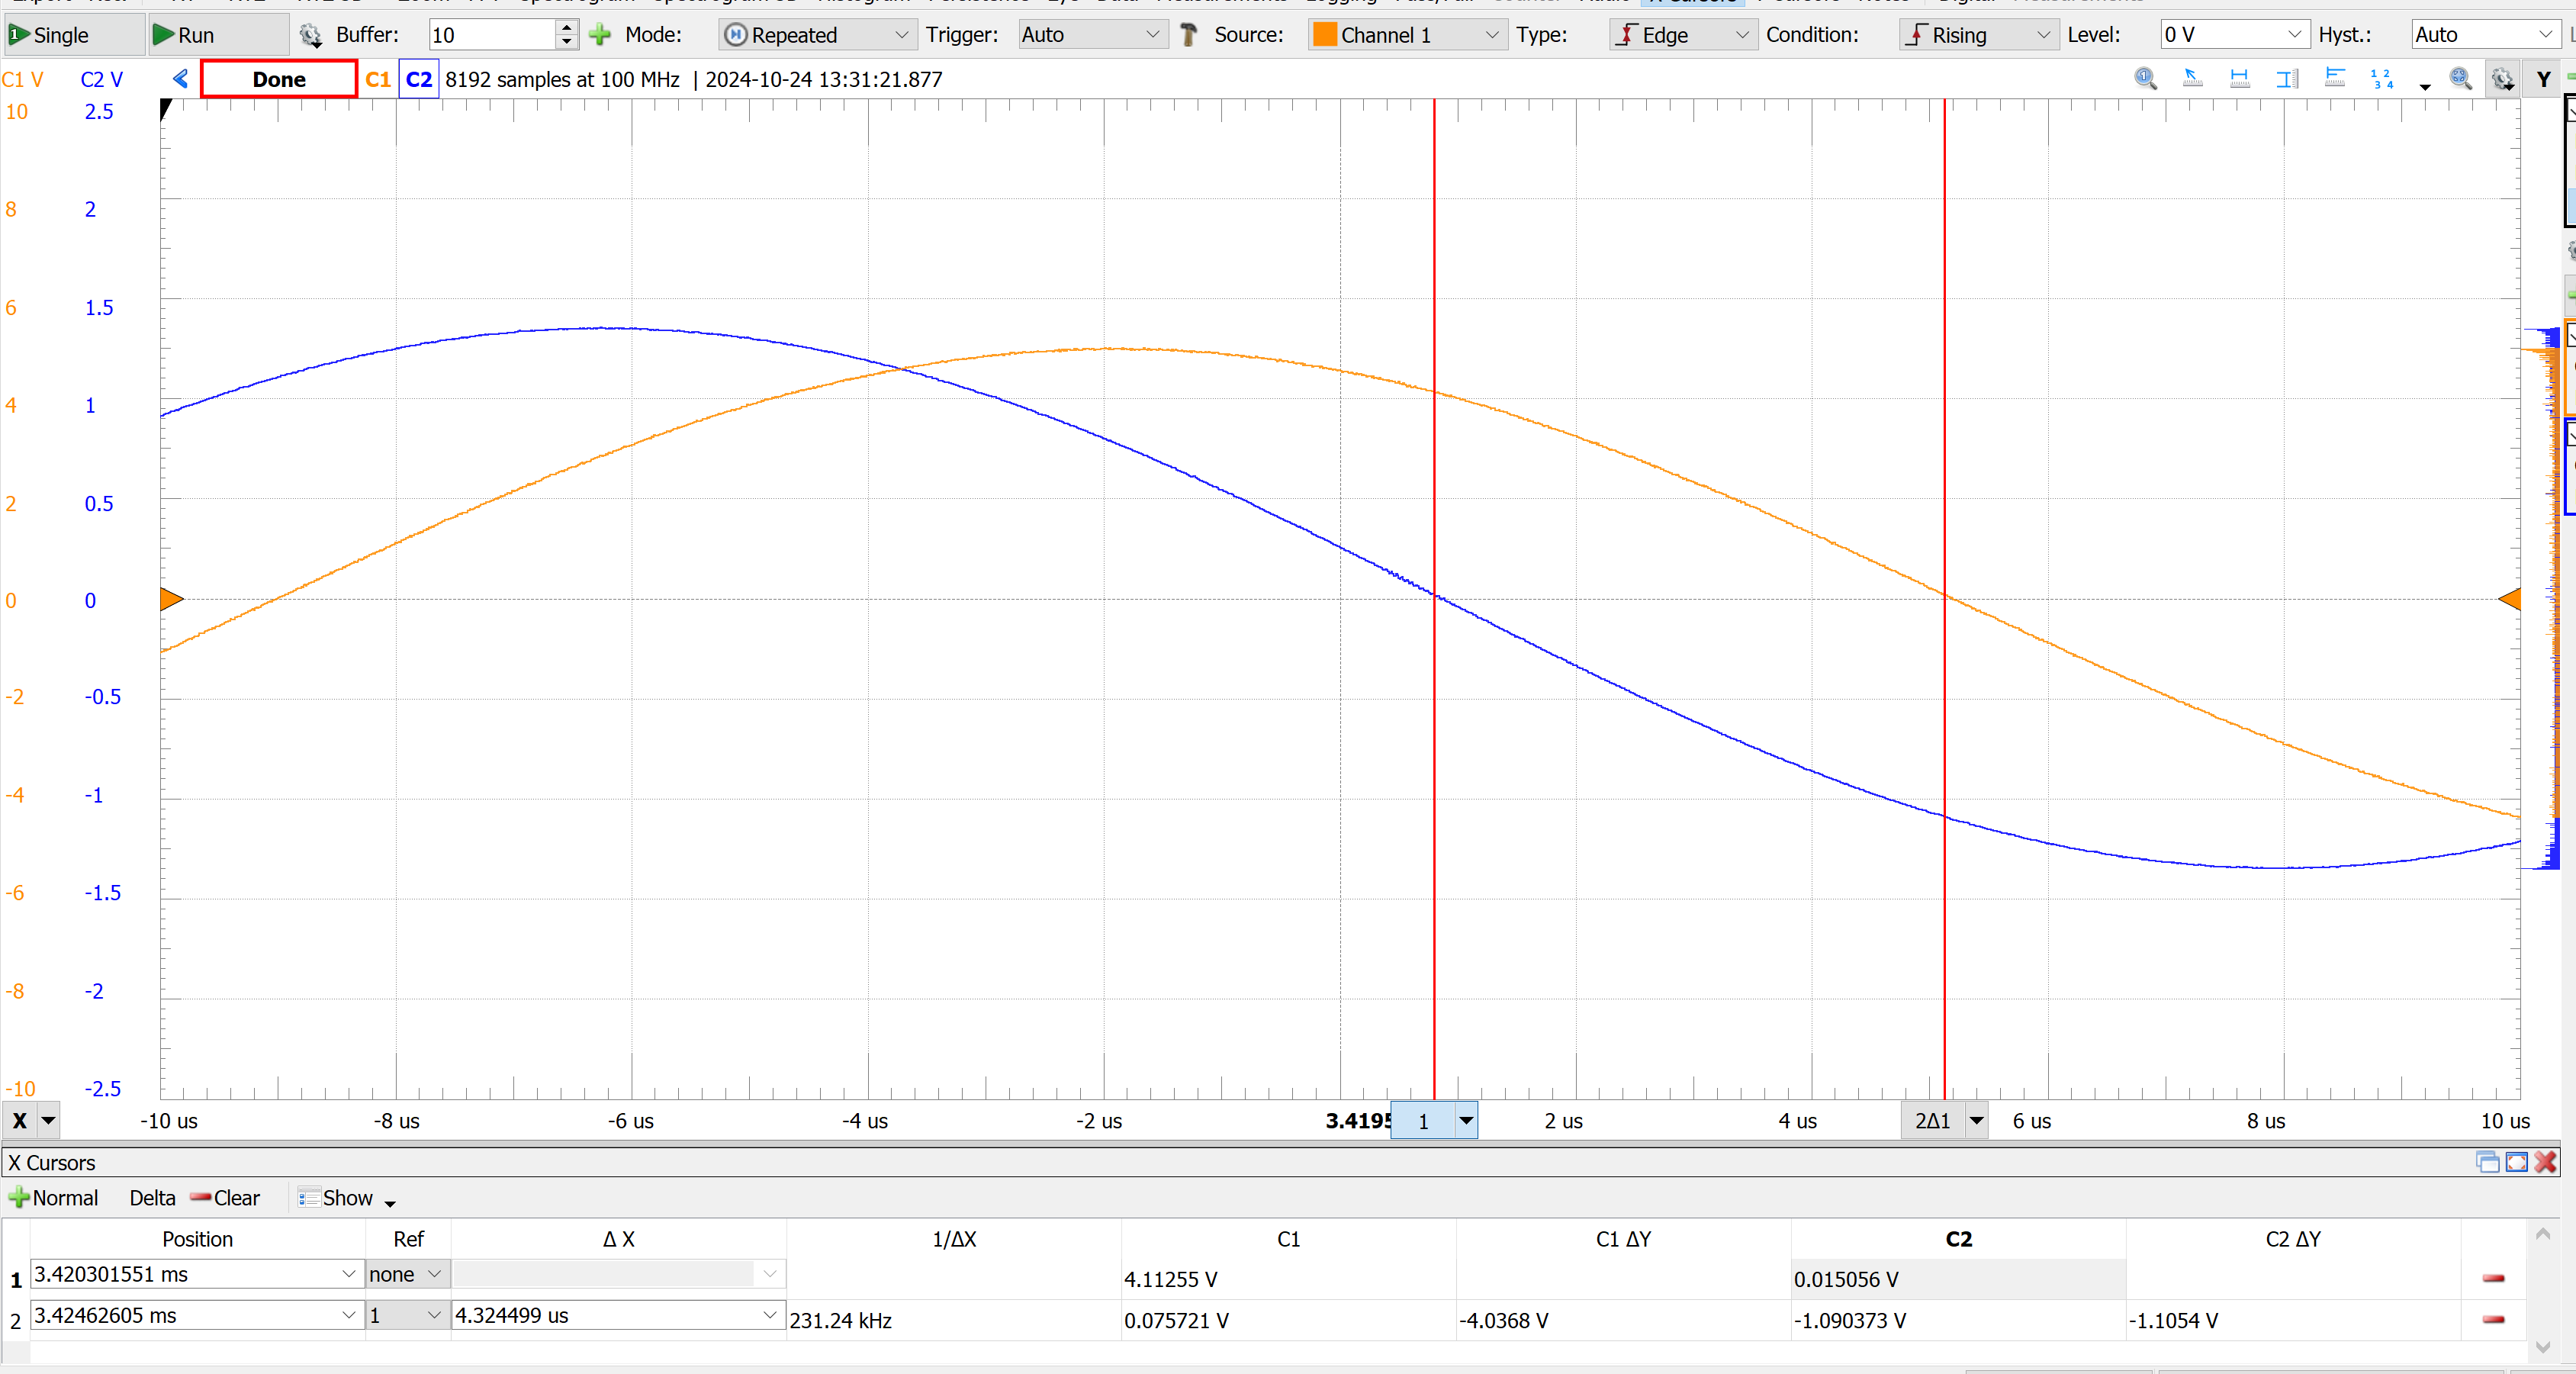 Single Run Buffer: 10 Mode: Repeated Trigger: Auto Source: Channel 1 Type: Edge Condition: Rising Level: 0 V Hyst.: Auto
C1 V C2 V Done C1 C2 8192 samples at 100 MHz | 2024-10-24 13:31:21.877 Y
10 2.5
8 2
6 1.5
4 1
2 0.5
0 0
-2 -0.5
-4 -1
-6 -1.5
-8 -2
-10 -2.5
X -10 us -8 us -6 us -4 us -2 us 3.4195 1 2 us 4 us 2Δ1 6 us 8 us 10 us
X Cursors
Normal Delta Clear Show
Position Ref Δ X 1/ΔX C1 C1 ΔY C2 C2 ΔY
1 3.420301551 ms none 4.11255 V 0.015056 V
2 3.42462605 ms 1 4.324499 us 231.24 kHz 0.075721 V -4.0368 V -1.090373 V -1.1054 V